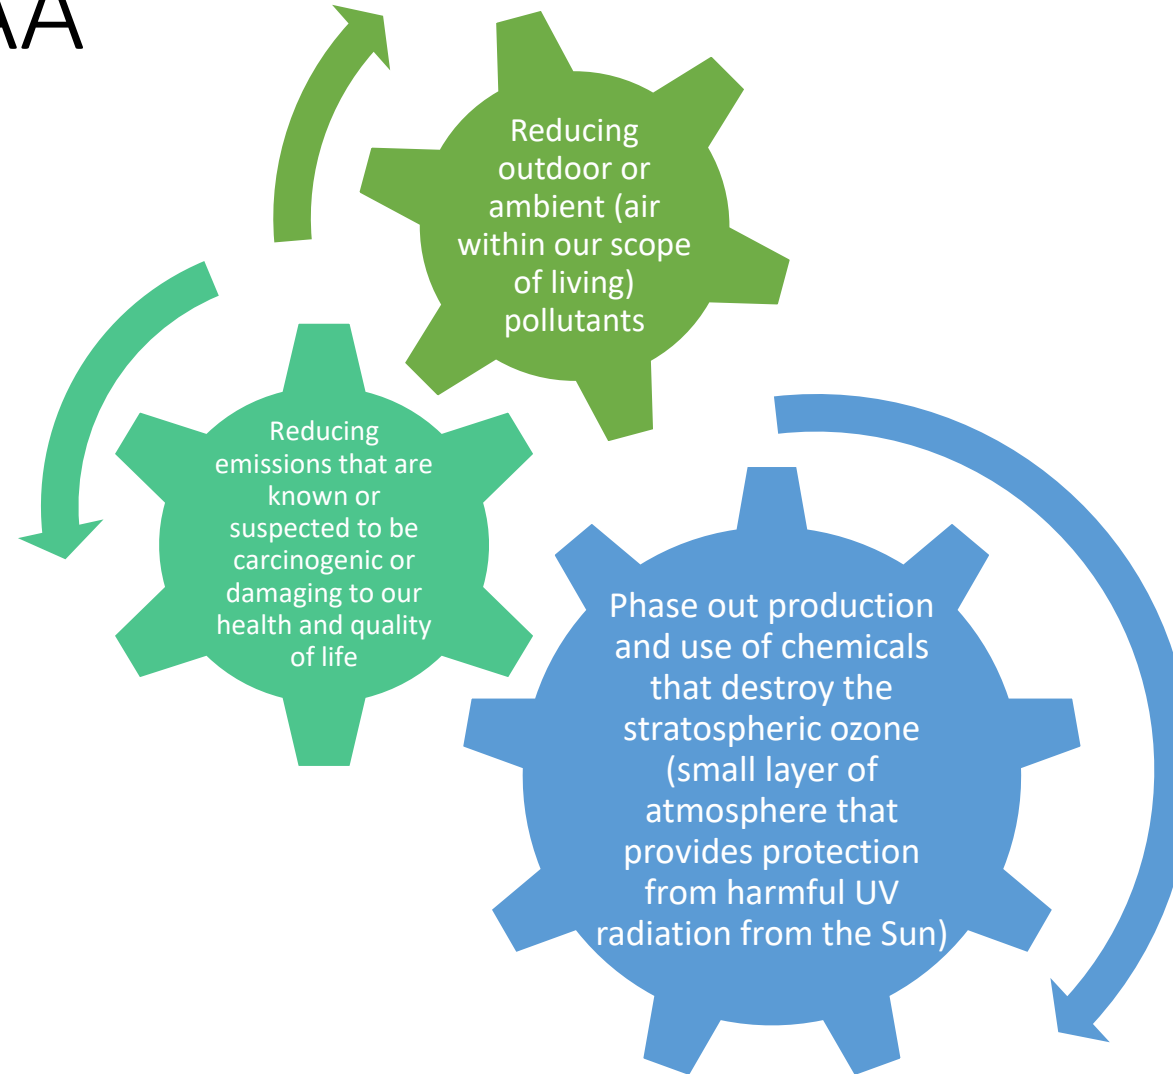 AA
Reducing
outdoor or
ambient (air
within our scope
of living)
pollutants
Reducing
emissions that are
known or
suspected to be
carcinogenic or
damaging to our
health and quality
of life
Phase out production
and use of chemicals
that destroy the
stratospheric ozone
(small layer of
atmosphere that
provides protection
from harmful UV
radiation from the Sun)